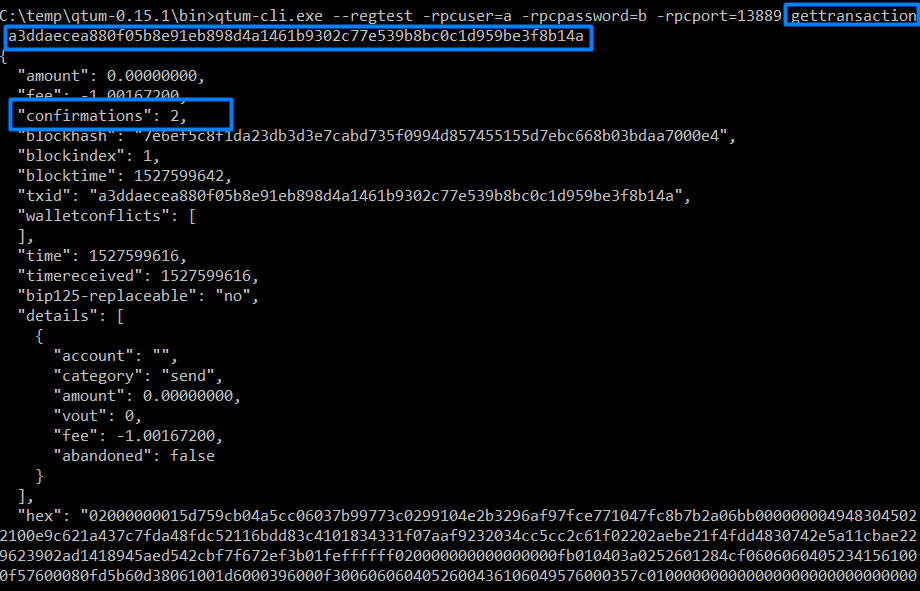 C:\temp\qtum-0.15.1\bin>qtum-cli.exe --regtest -rpcuser=a -rpcpassword=b -rpcport=13889 gettransaction
a3ddaecea880f05b8e91eb898d4a1461b9302c77e539b8bc0c1d959be3f8b14a
{
  "amount": 0.00000000,
  "fee": -1.00167200,
  "confirmations": 2,
  "blockhash": "7e6ef5c8f1da23db3d3e7cabd735f0994d857455155d7ebc668b03bdaa7000e4",
  "blockindex": 1,
  "blocktime": 1527599642,
  "txid": "a3ddaecea880f05b8e91eb898d4a1461b9302c77e539b8bc0c1d959be3f8b14a",
  "walletconflicts": [
  ],
  "time": 1527599616,
  "timereceived": 1527599616,
  "bip125-replaceable": "no",
  "details": [
    {
      "account": "",
      "category": "send",
      "amount": 0.00000000,
      "vout": 0,
      "fee": -1.00167200,
      "abandoned": false
    }
  ],
  "hex": "02000000015d759cb04a5cc06037b99773c0299104e2b3296af97fce771047fc8b7b2a06bb000000004948304502
2100e9c621a437c7fda48fdc52116bdd83c4101834331f07aaf9232034cc5cc2c61f02202aebe21f4fdd4830742e5a11cbae22
9623902ad1418945aed542cbf7f672ef3b01feffffff020000000000000000fb010403a0252601284cf0606060405234156100
0f57600080fd5b60d38061001d6000396000f3006060604052600436106049576000357c010000000000000000000000000000